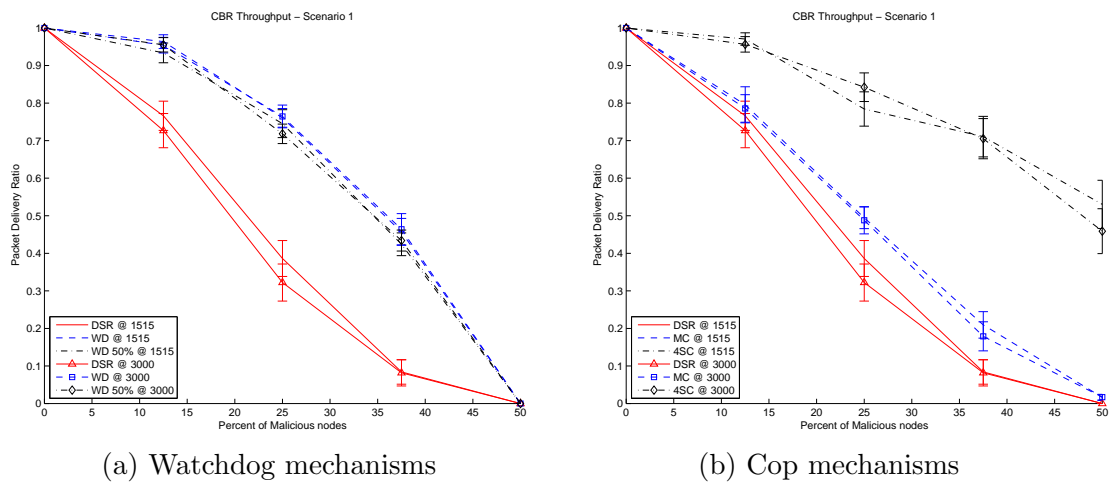 CBR Throughput − Scenario 1
Packet Delivery Ratio
1
0.9
0.8
0.7
0.6
0.5
0.4
0.3
0.2
0.1
0
DSR @ 1515
WD @ 1515
WD 50% @ 1515
DSR @ 3000
WD @ 3000
WD 50% @ 3000
0 5 10 15 20 25 30 35 40 45 50
Percent of Malicious nodes
(a) Watchdog mechanisms
CBR Throughput − Scenario 1
Packet Delivery Ratio
1
0.9
0.8
0.7
0.6
0.5
0.4
0.3
0.2
0.1
0
DSR @ 1515
MC @ 1515
4SC @ 1515
DSR @ 3000
MC @ 3000
4SC @ 3000
0 5 10 15 20 25 30 35 40 45 50
Percent of Malicious nodes
(b) Cop mechanisms